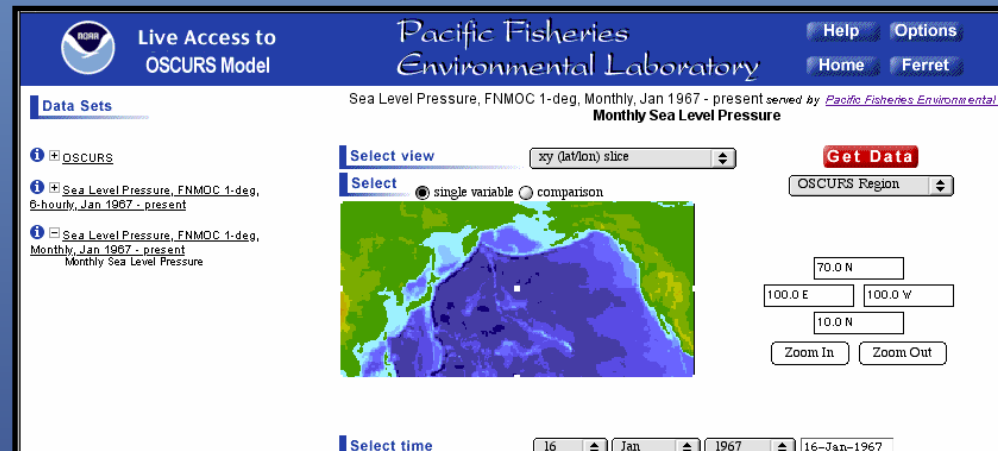 NOAA
Live Access to
OSCURS Model
Pacific Fisheries
Environmental Laboratory
Help Options
Home Ferret
Data Sets
Sea Level Pressure, FNMOC 1-deg, Monthly, Jan 1967 - present served by Pacific Fisheries Environmental
Monthly Sea Level Pressure
OSCURS
Sea Level Pressure, FNMOC 1-deg,
6-hourly, Jan 1967 - present
Sea Level Pressure, FNMOC 1-deg,
Monthly, Jan 1967 - present
Monthly Sea Level Pressure
Select view xy (lat/lon) slice
Get Data
Select single variable comparison
OSCURS Region
70.0 N
100.0 E 100.0 W
10.0 N
Zoom In Zoom Out
Select time 16 Jan 1967 16-Jan-1967